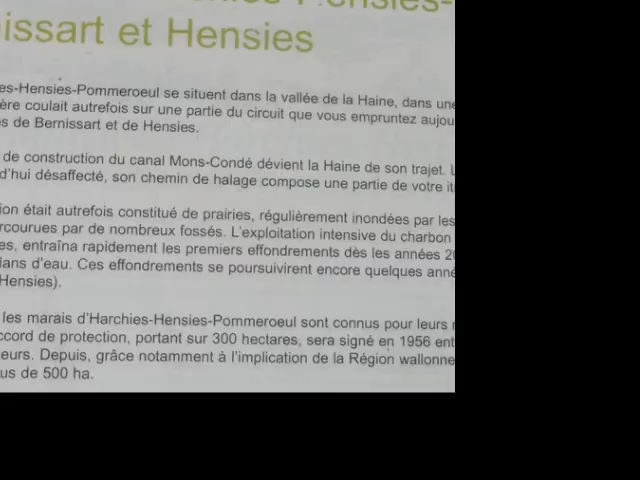 issart et Hensies
es-Hensies-Pommeroeul se situent dans la vallée de la Haine, dans une
ère coulait autrefois sur une partie du circuit que vous empruntez aujou
s de Bernissart et de Hensies.
de construction du canal Mons-Condé dévient la Haine de son trajet. L
d'hui désaffecté, son chemin de halage compose une partie de votre it
ion était autrefois constitué de prairies, régulièrement inondées par les
rcourues par de nombreux fossés. L'exploitation intensive du charbon
es, entraîna rapidement les premiers effondrements dès les années 20
lans d'eau. Ces effondrements se poursuivirent encore quelques anné
Hensies).
les marais d'Harchies-Hensies-Pommeroeul sont connus pour leurs
ccord de protection, portant sur 300 hectares, sera signé en 1956 ent
eurs. Depuis, grâce notamment à l'implication de la Région wallonne
us de 500 ha.